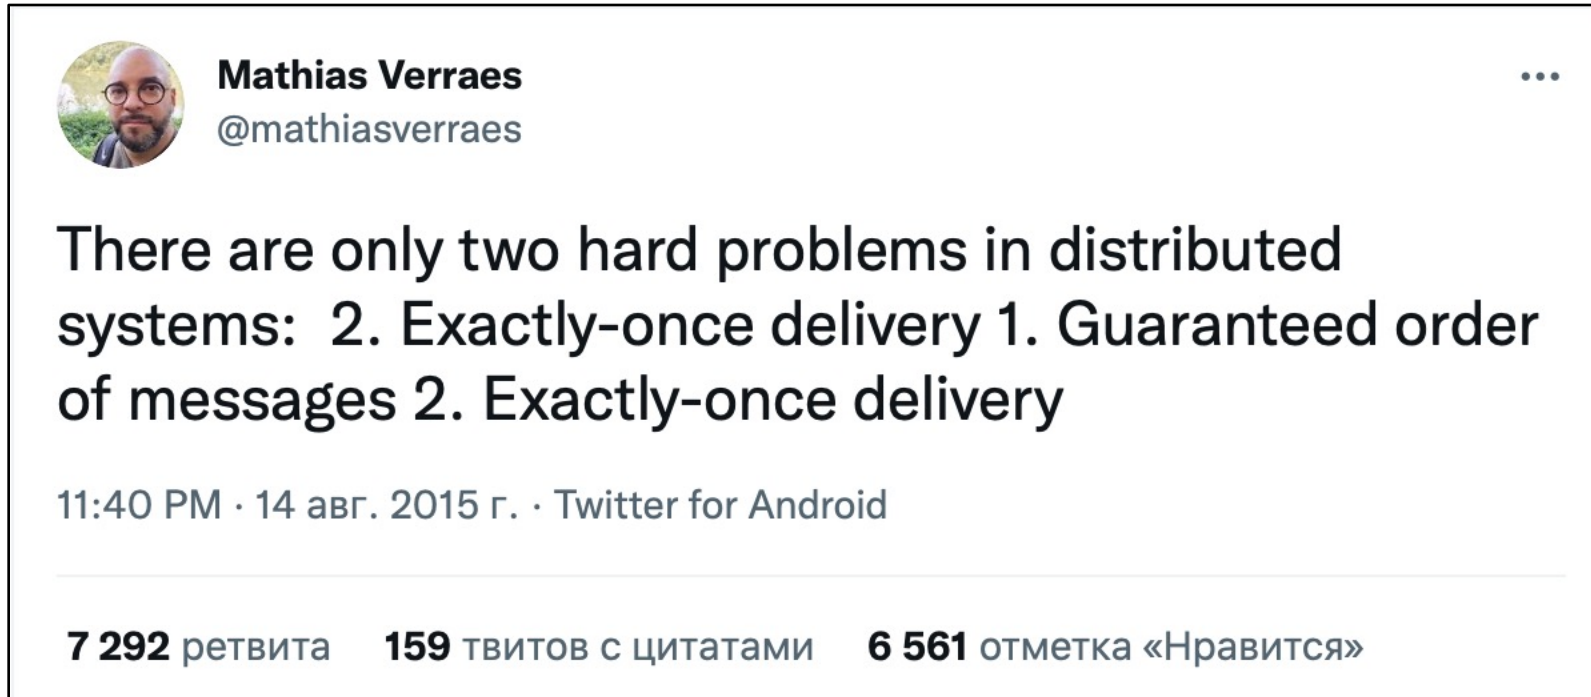 Mathias Verraes
@mathiasverraes
There are only two hard problems in distributed
systems:  2. Exactly-once delivery 1. Guaranteed order
of messages 2. Exactly-once delivery
11:40 PM · 14 авг. 2015 г. · Twitter for Android
7 292 ретвита 159 твитов с цитатами 6 561 отметка «Нравится»